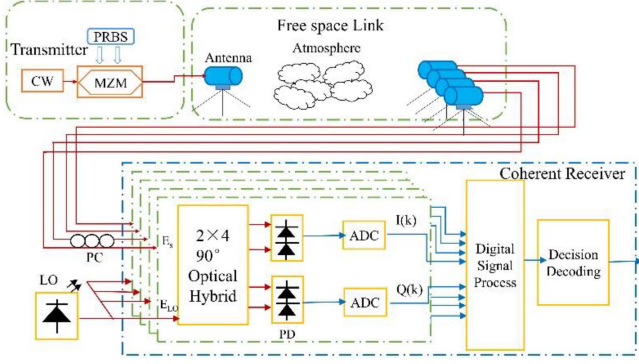 Free space Link
Transmitter
PRBS
Antenna
Atmosphere
CW
MZM
Coherent Receiver
Es
PC
2×4
90°
Optical
Hybrid
ADC
I(k)
LO
ELO
PD
ADC
Q(k)
Digital
Signal
Process
Decision
Decoding